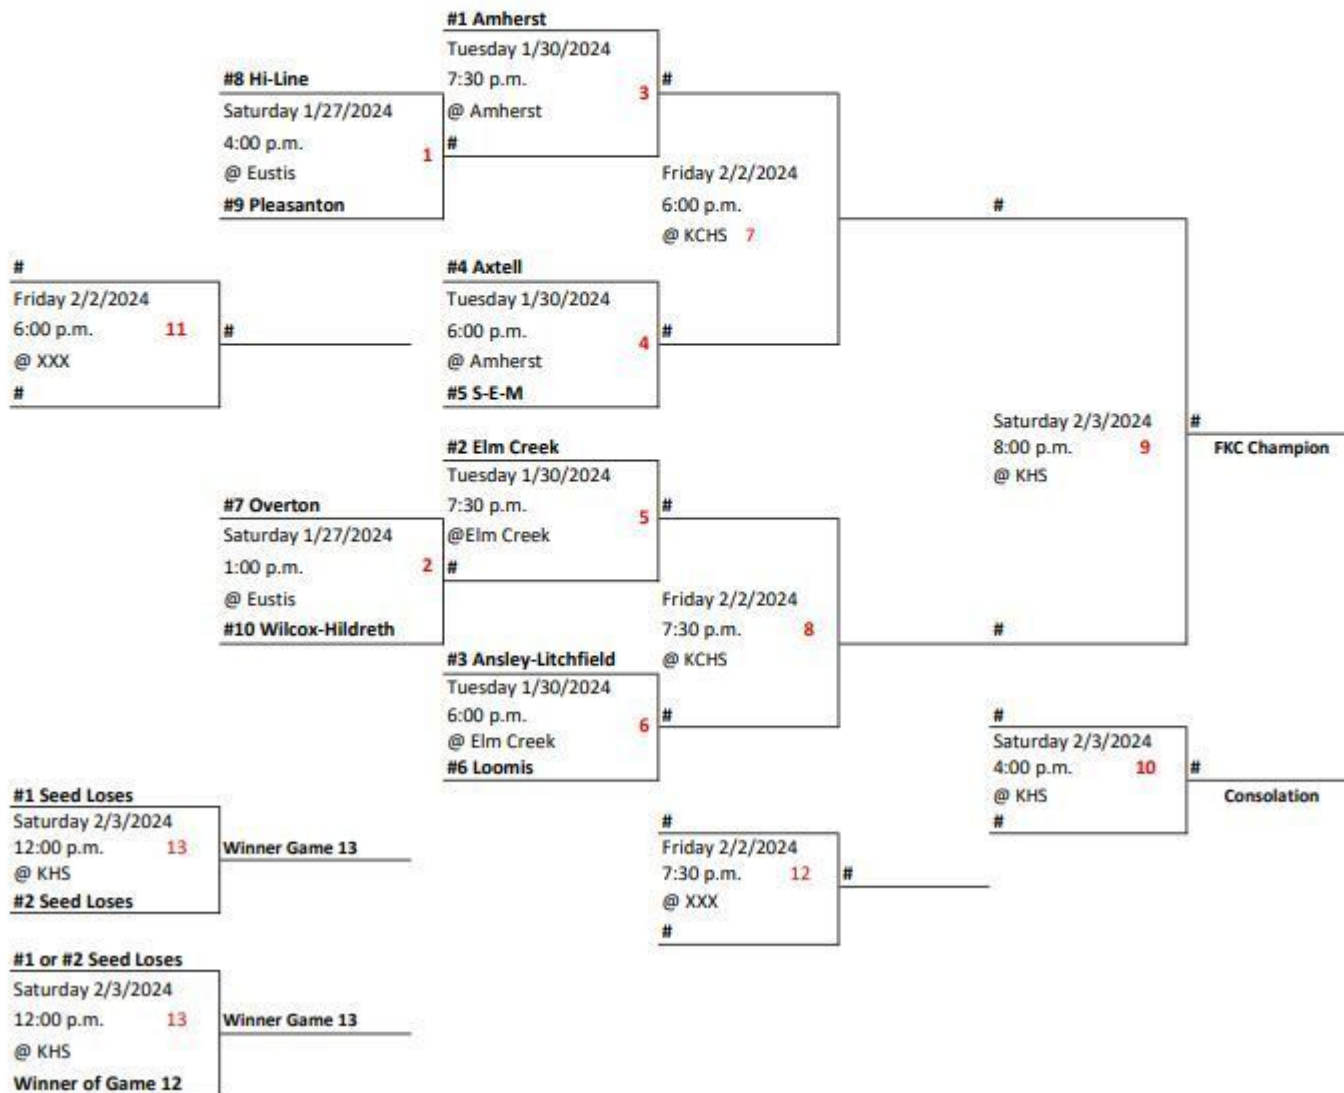 #1 Amherst
Tuesday 1/30/2024
7:30 p.m.
@ Amherst
3
#
#8 Hi-Line
Saturday 1/27/2024
4:00 p.m.
@ Eustis
1
#9 Pleasanton
#
Friday 2/2/2024
6:00 p.m.
@ KCHS 7
#
#
Friday 2/2/2024
6:00 p.m. 11
@ XXX
#
#
#4 Axtell
Tuesday 1/30/2024
6:00 p.m.
@ Amherst
4
#5 S-E-M
#
#2 Elm Creek
Tuesday 1/30/2024
7:30 p.m.
@Elm Creek
5
#
#7 Overton
Saturday 1/27/2024
1:00 p.m. 2
@ Eustis
#10 Wilcox-Hildreth
#
Friday 2/2/2024
7:30 p.m. 8
@ KCHS
#
Saturday 2/3/2024
8:00 p.m. 9
@ KHS
#
FKC Champion
#3 Ansley-Litchfield
Tuesday 1/30/2024
6:00 p.m.
@ Elm Creek
6
#6 Loomis
#
#
Saturday 2/3/2024
4:00 p.m. 10
@ KHS
#
#
Consolation
#1 Seed Loses
Saturday 2/3/2024
12:00 p.m. 13
@ KHS
#2 Seed Loses
Winner Game 13
#
Friday 2/2/2024
7:30 p.m. 12
@ XXX
#
#
#1 or #2 Seed Loses
Saturday 2/3/2024
12:00 p.m. 13
@ KHS
Winner of Game 12
Winner Game 13